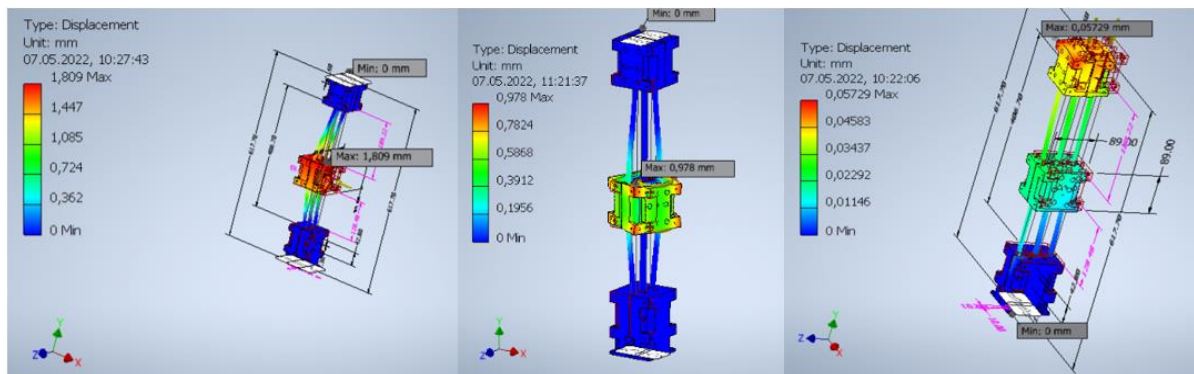 Type: Displacement
Unit: mm
07.05.2022, 10:27:43
1,809 Max
1,447
1,085
0,724
0,362
0 Min
Min: 0 mm
Max: 1,809 mm
Y
Z
X
Type: Displacement
Unit: mm
07.05.2022, 11:21:37
0,978 Max
0,7824
0,5868
0,3912
0,1956
0 Min
Min: 0 mm
Max: 0,978 mm
Y
Z
X
Type: Displacement
Unit: mm
07.05.2022, 10:22:06
0,05729 Max
0,04583
0,03437
0,02292
0,01146
0 Min
Max: 0,05729 mm
89.00
89.00
Min: 0 mm
Y
Z
X